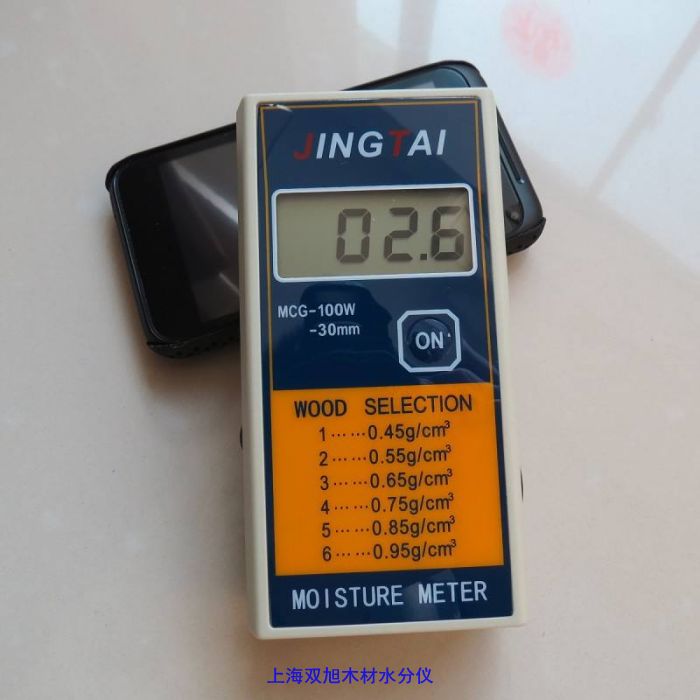 JINGTAI
02.6
MCG-100W
-30mm
ON
WOOD SELECTION
1······0.45g/cm³
2······0.55g/cm³
3······0.65g/cm³
4······0.75g/cm³
5······0.85g/cm³
6······0.95g/cm³
MOISTURE METER
上海双旭木材水分仪